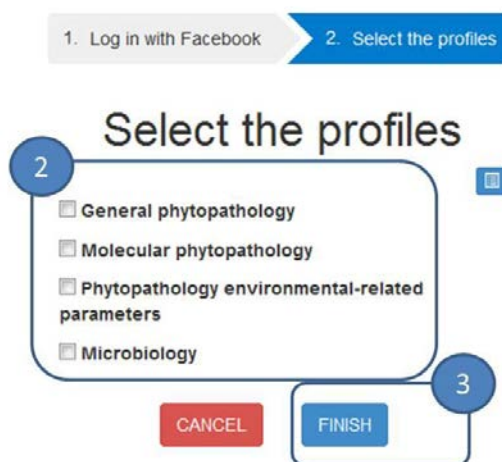 1. Log in with Facebook 2. Select the profiles
Select the profiles
2
General phytopathology
Molecular phytopathology
Phytopathology environmental-related
parameters
Microbiology
3
CANCEL FINISH